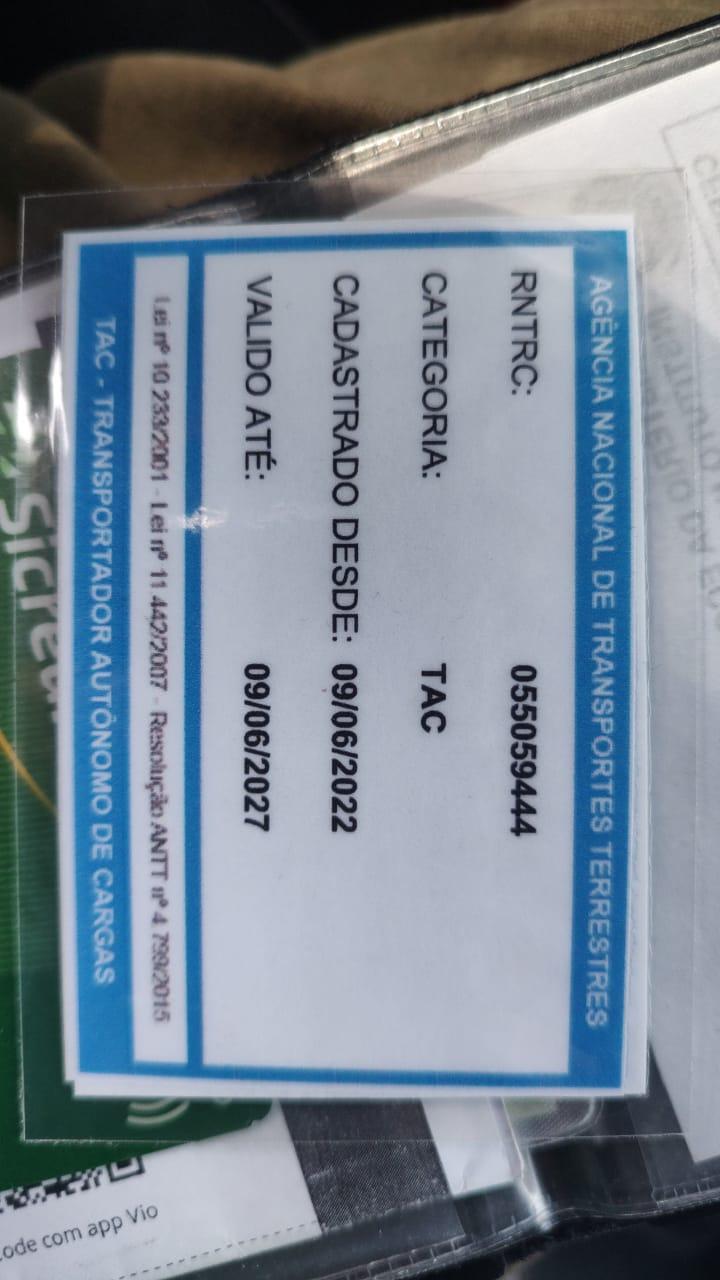 AGÊNCIA NACIONAL DE TRANSPORTES TERRESTRES
RNTRC: 055059444
CATEGORIA: TAC
CADASTRADO DESDE: 09/06/2022
VALIDO ATÉ: 09/06/2027
Lei nº 10.233/2001 - Lei nº 11.442/2007 - Resolução ANTT nº 4.799/2015
TAC - TRANSPORTADOR AUTÔNOMO DE CARGAS
Sicredi
ode com app Vio